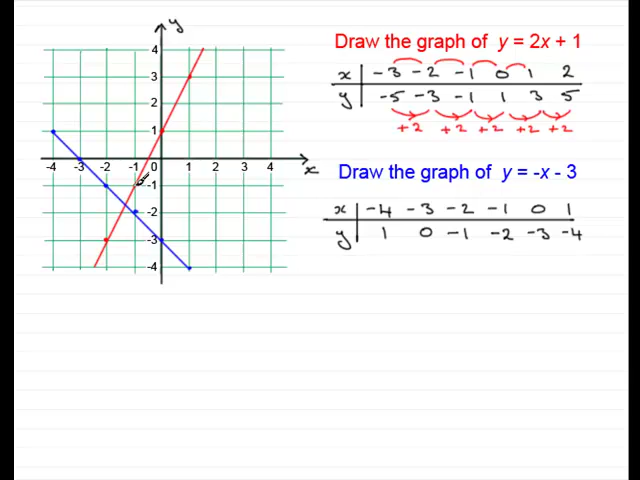 Draw the graph of y = 2x + 1
x -3 -2 -1 0 1 2
y -5 -3 -1 1 3 5
+2 +2 +2 +2 +2
Draw the graph of y = -x - 3
x -4 -3 -2 -1 0 1
y 1 0 -1 -2 -3 -4
y
4
3
2
1
-4 -3 -2 -1 0 1 2 3 4
x
-1
-2
-3
-4